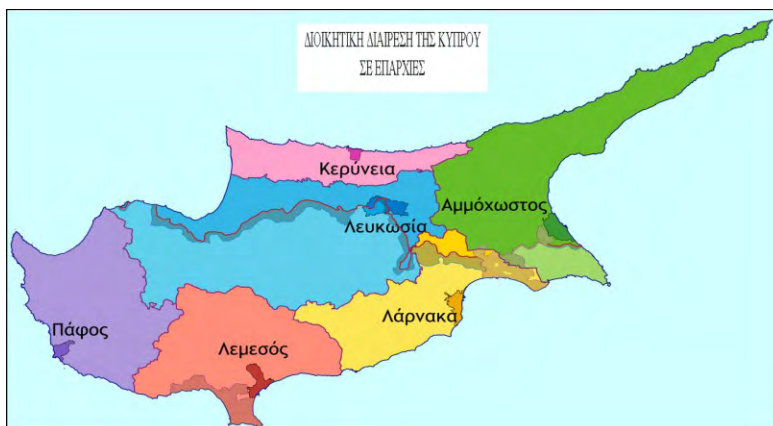 ΔΙΟΙΚΗΤΙΚΗ ΔΙΑΙΡΕΣΗ ΤΗΣ ΚΥΠΡΟΥ
ΣΕ ΕΠΑΡΧΙΕΣ
Κερύνεια
Αμμόχωστος
Λευκωσία
Λάρνακα
Πάφος
Λεμεσός